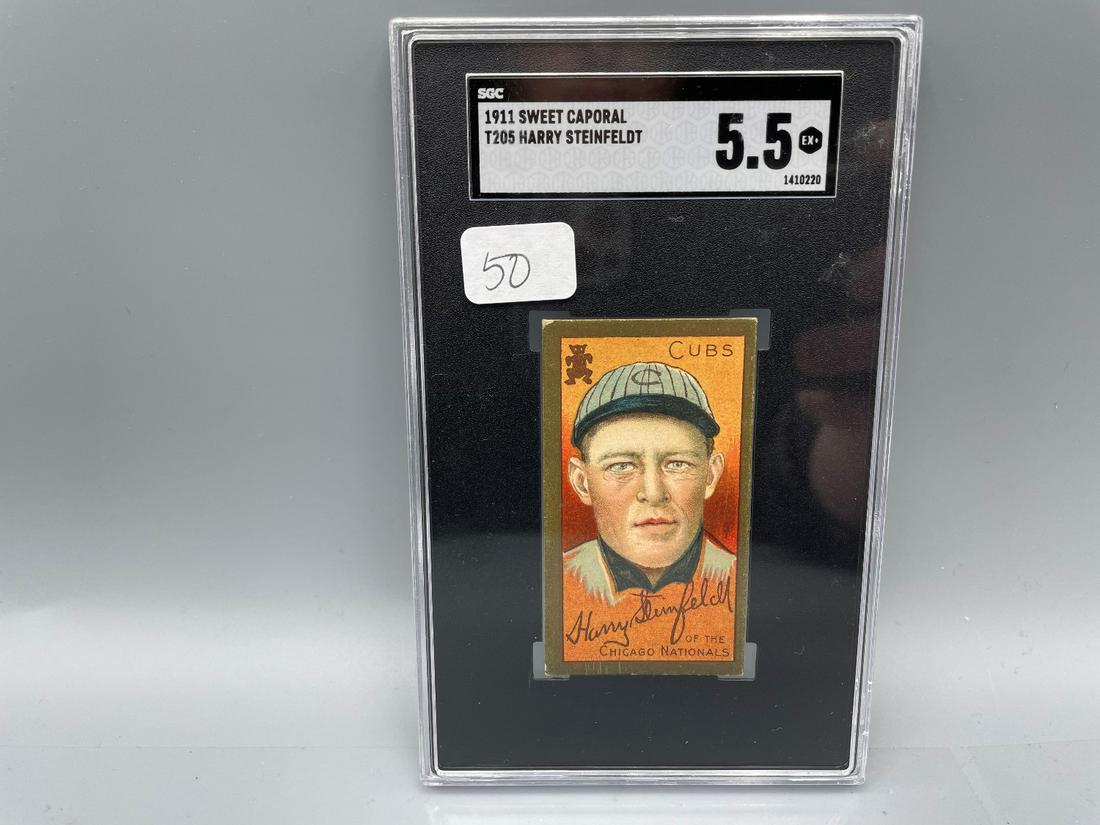 SGC
1911 SWEET CAPORAL
T205 HARRY STEINFELDT
5.5 EX+
1410220
50
CUBS
C
Harry Steinfeldt
OF THE
CHICAGO NATIONALS